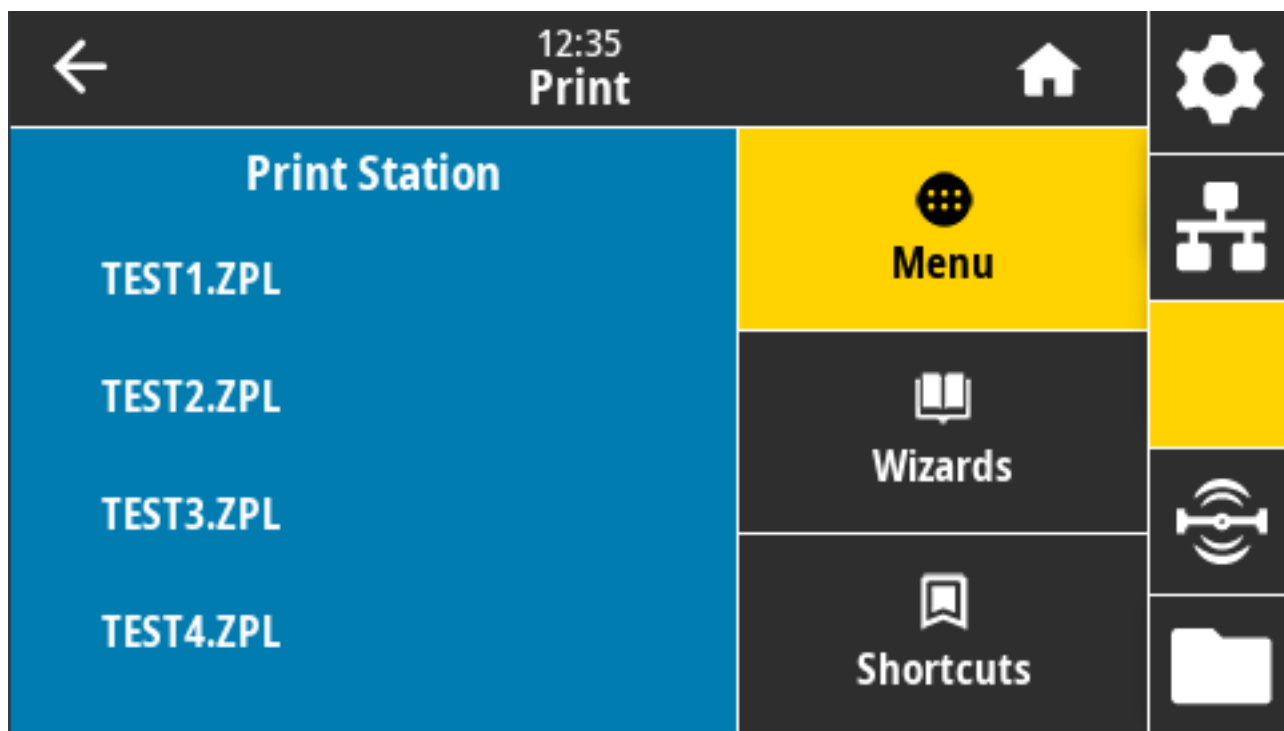 12:35
Print
Print Station
TEST1.ZPL
TEST2.ZPL
TEST3.ZPL
TEST4.ZPL
Menu
Wizards
Shortcuts